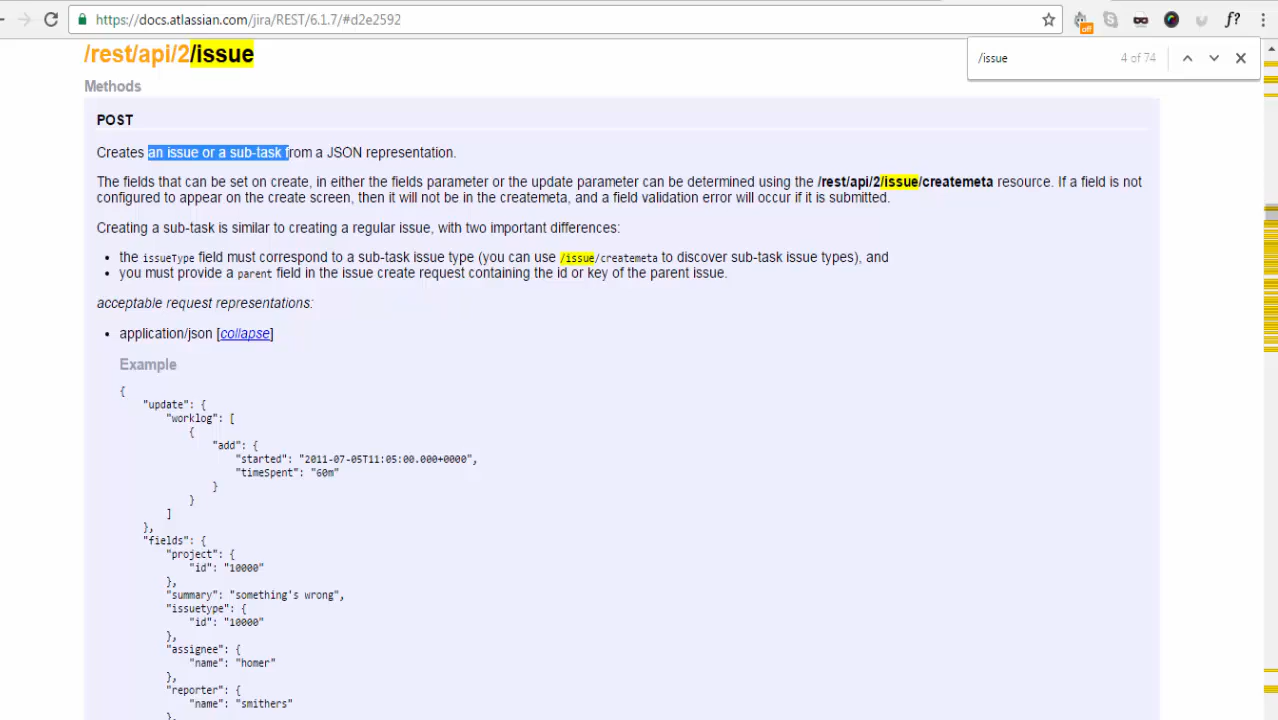 https://docs.atlassian.com/jira/REST/6.1.7/#d2e2592
off
f?
/issue
4 of 74
/rest/api/2/issue
Methods
POST
Creates an issue or a sub-task from a JSON representation.
The fields that can be set on create, in either the fields parameter or the update parameter can be determined using the /rest/api/2/issue/createmeta resource. If a field is not
configured to appear on the create screen, then it will not be in the createmeta, and a field validation error will occur if it is submitted.
Creating a sub-task is similar to creating a regular issue, with two important differences:
• the issueType field must correspond to a sub-task issue type (you can use /issue/createmeta to discover sub-task issue types), and
• you must provide a parent field in the issue create request containing the id or key of the parent issue.
acceptable request representations:
• application/json [collapse]
Example
{
"update": {
"worklog": [
{
"add": {
"started": "2011-07-05T11:05:00.000+0000",
"timeSpent": "60m"
}
}
]
},
"fields": {
"project": {
"id": "10000"
},
"summary": "something's wrong",
"issuetype": {
"id": "10000"
},
"assignee": {
"name": "homer"
},
"reporter": {
"name": "smithers"
},